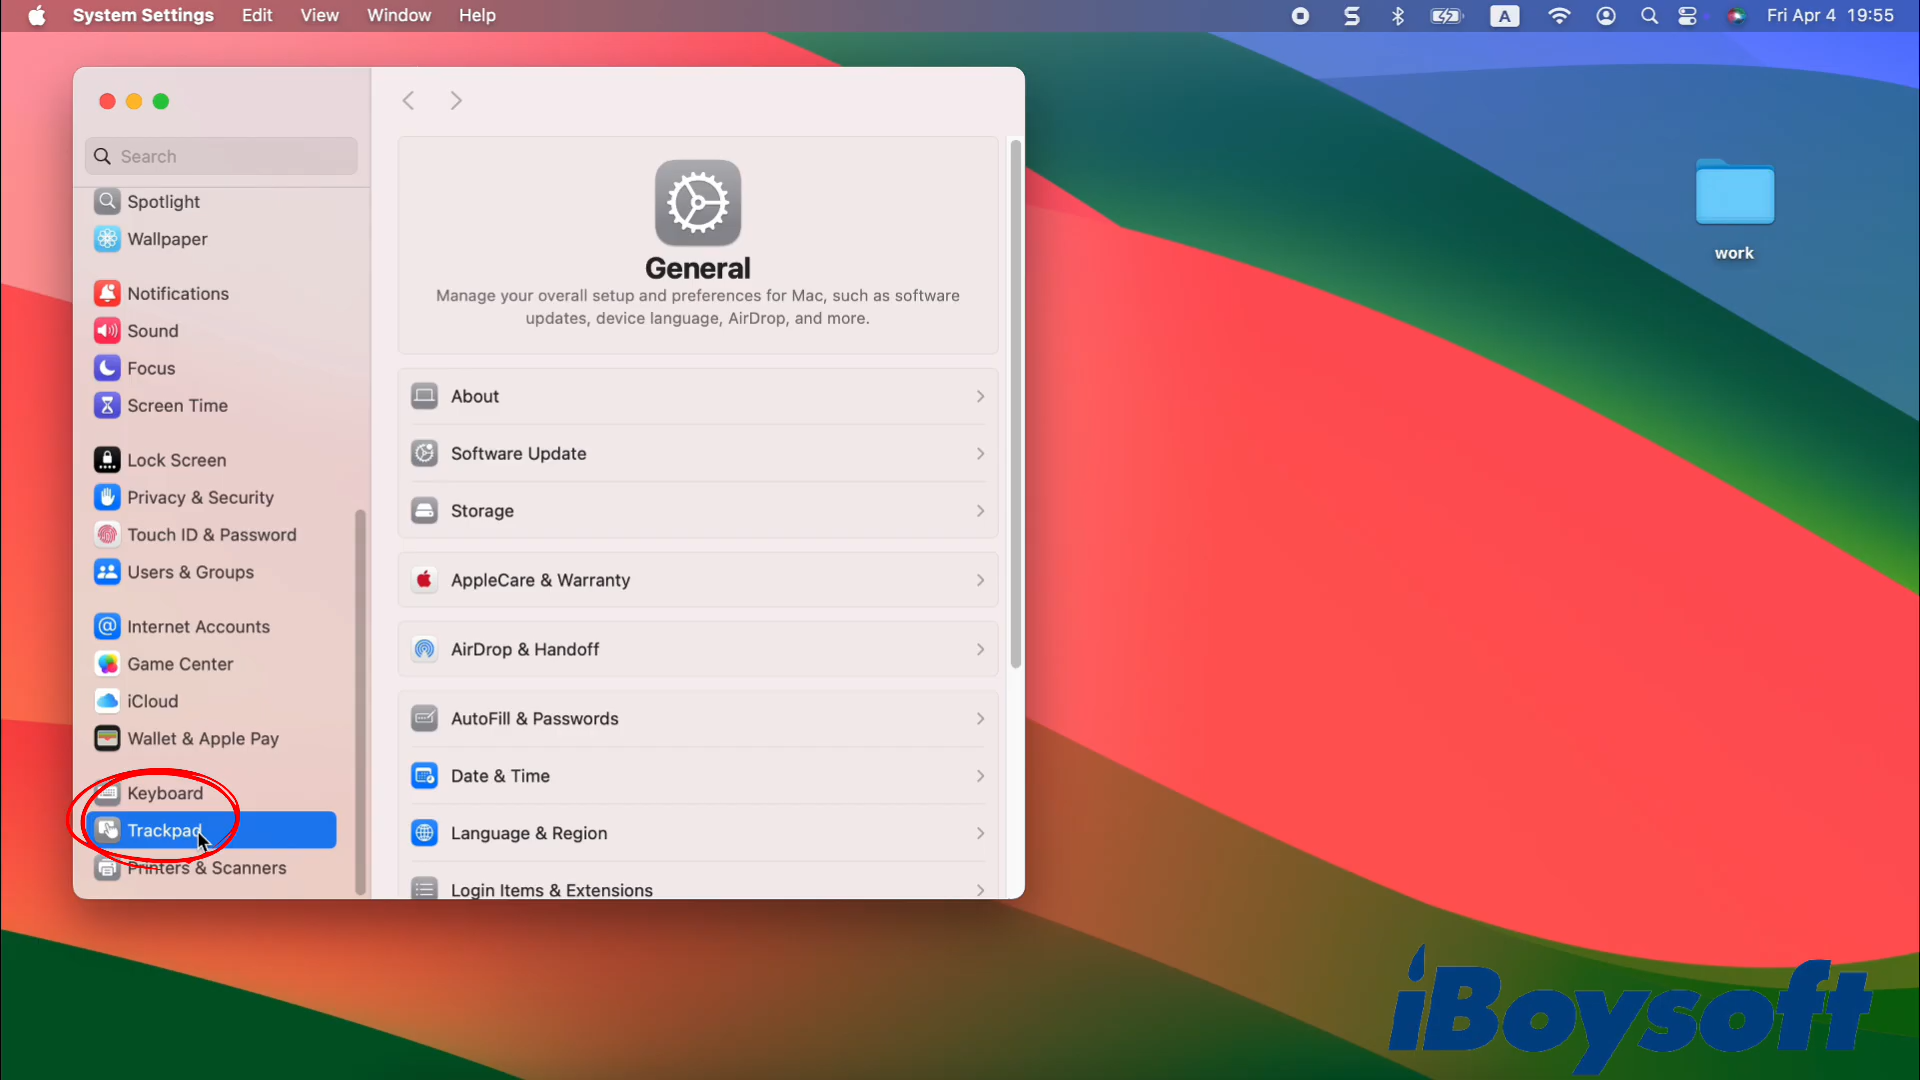 System Settings Edit View Window Help
A Fri Apr 4 19:55
Search
Spotlight
Wallpaper
Notifications
Sound
Focus
Screen Time
Lock Screen
Privacy & Security
Touch ID & Password
Users & Groups
Internet Accounts
Game Center
iCloud
Wallet & Apple Pay
Keyboard
Trackpad
Printers & Scanners
General
Manage your overall setup and preferences for Mac, such as software
updates, device language, AirDrop, and more.
About
Software Update
Storage
AppleCare & Warranty
AirDrop & Handoff
AutoFill & Passwords
Date & Time
Language & Region
Login Items & Extensions
work
iBoysoft